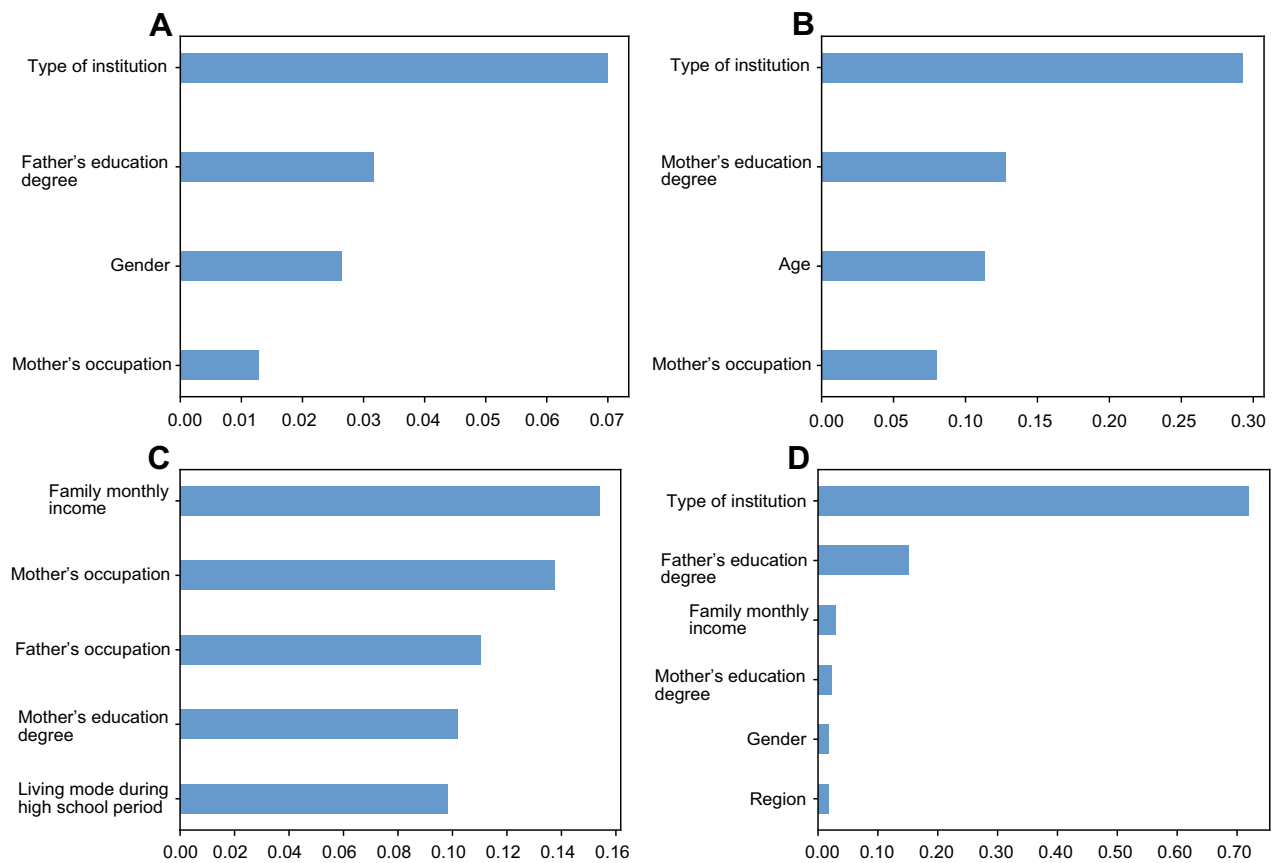 A
Type of institution
Father’s education
degree
Gender
Mother’s occupation
0.00 0.01 0.02 0.03 0.04 0.05 0.06 0.07
B
Type of institution
Mother’s education
degree
Age
Mother’s occupation
0.00 0.05 0.10 0.15 0.20 0.25 0.30
C
Family monthly
income
Mother’s occupation
Father’s occupation
Mother’s education
degree
Living mode during
high school period
0.00 0.02 0.04 0.06 0.08 0.10 0.12 0.14 0.16
D
Type of institution
Father’s education
degree
Family monthly
income
Mother’s education
degree
Gender
Region
0.00 0.10 0.20 0.30 0.40 0.50 0.60 0.70